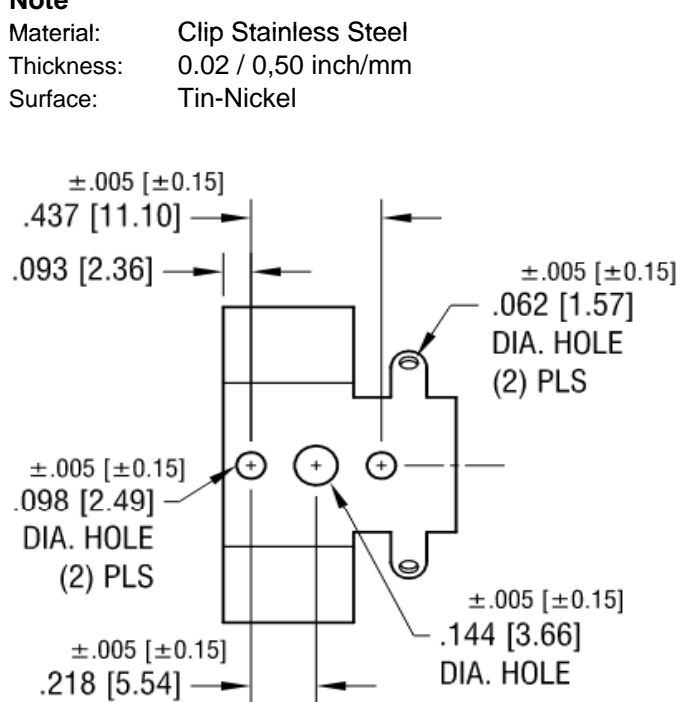 Note
Material: Clip Stainless Steel
Thickness: 0.02 / 0,50 inch/mm
Surface: Tin-Nickel
±.005 [±0.15]
.437 [11.10]
.093 [2.36]
±.005 [±0.15]
.062 [1.57]
DIA. HOLE
(2) PLS
±.005 [±0.15]
.098 [2.49]
DIA. HOLE
(2) PLS
±.005 [±0.15]
.144 [3.66]
DIA. HOLE
±.005 [±0.15]
.218 [5.54]